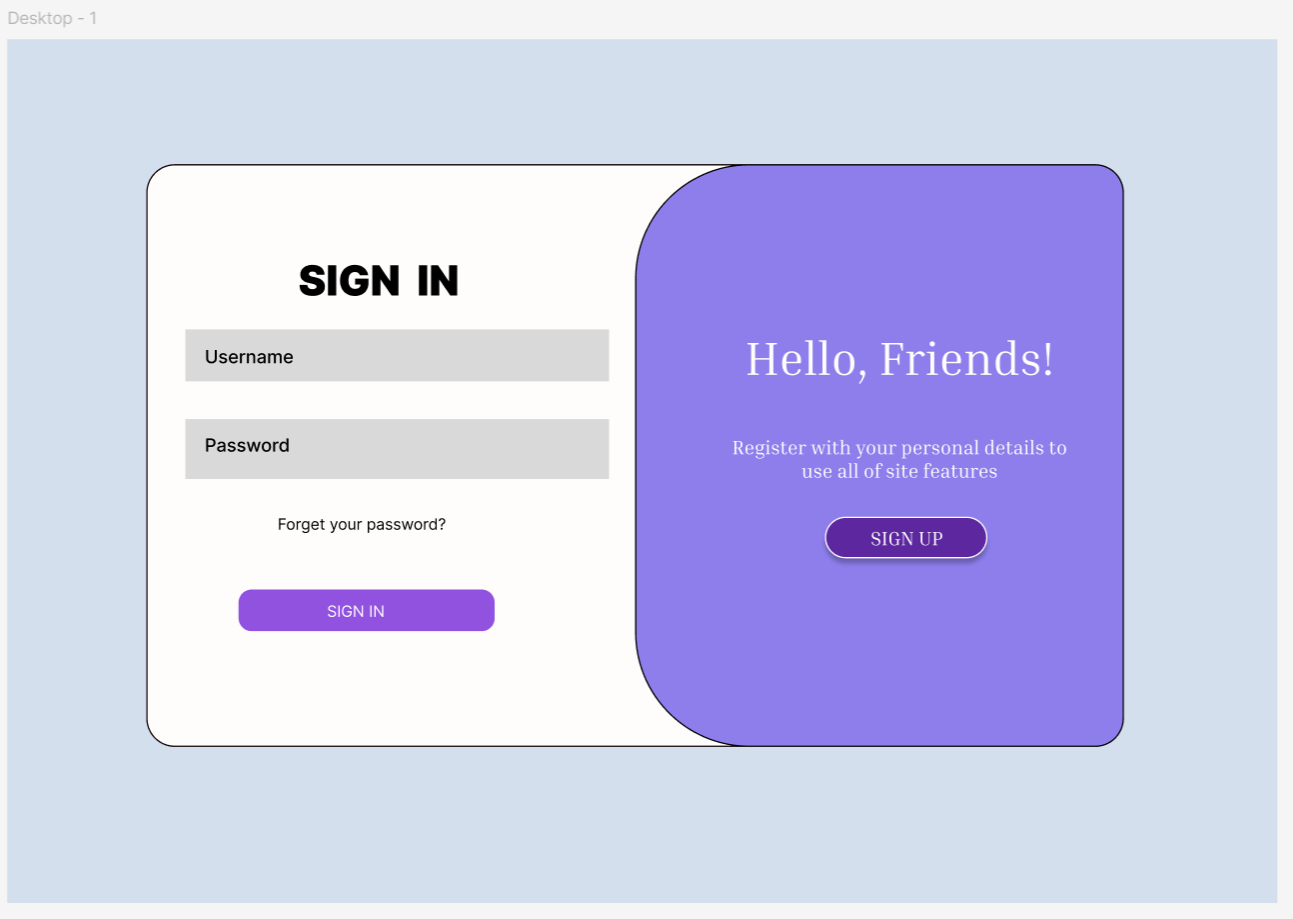 Desktop - 1
SIGN IN
Username
Password
Forget your password?
SIGN IN
Hello, Friends!
Register with your personal details to
use all of site features
SIGN UP